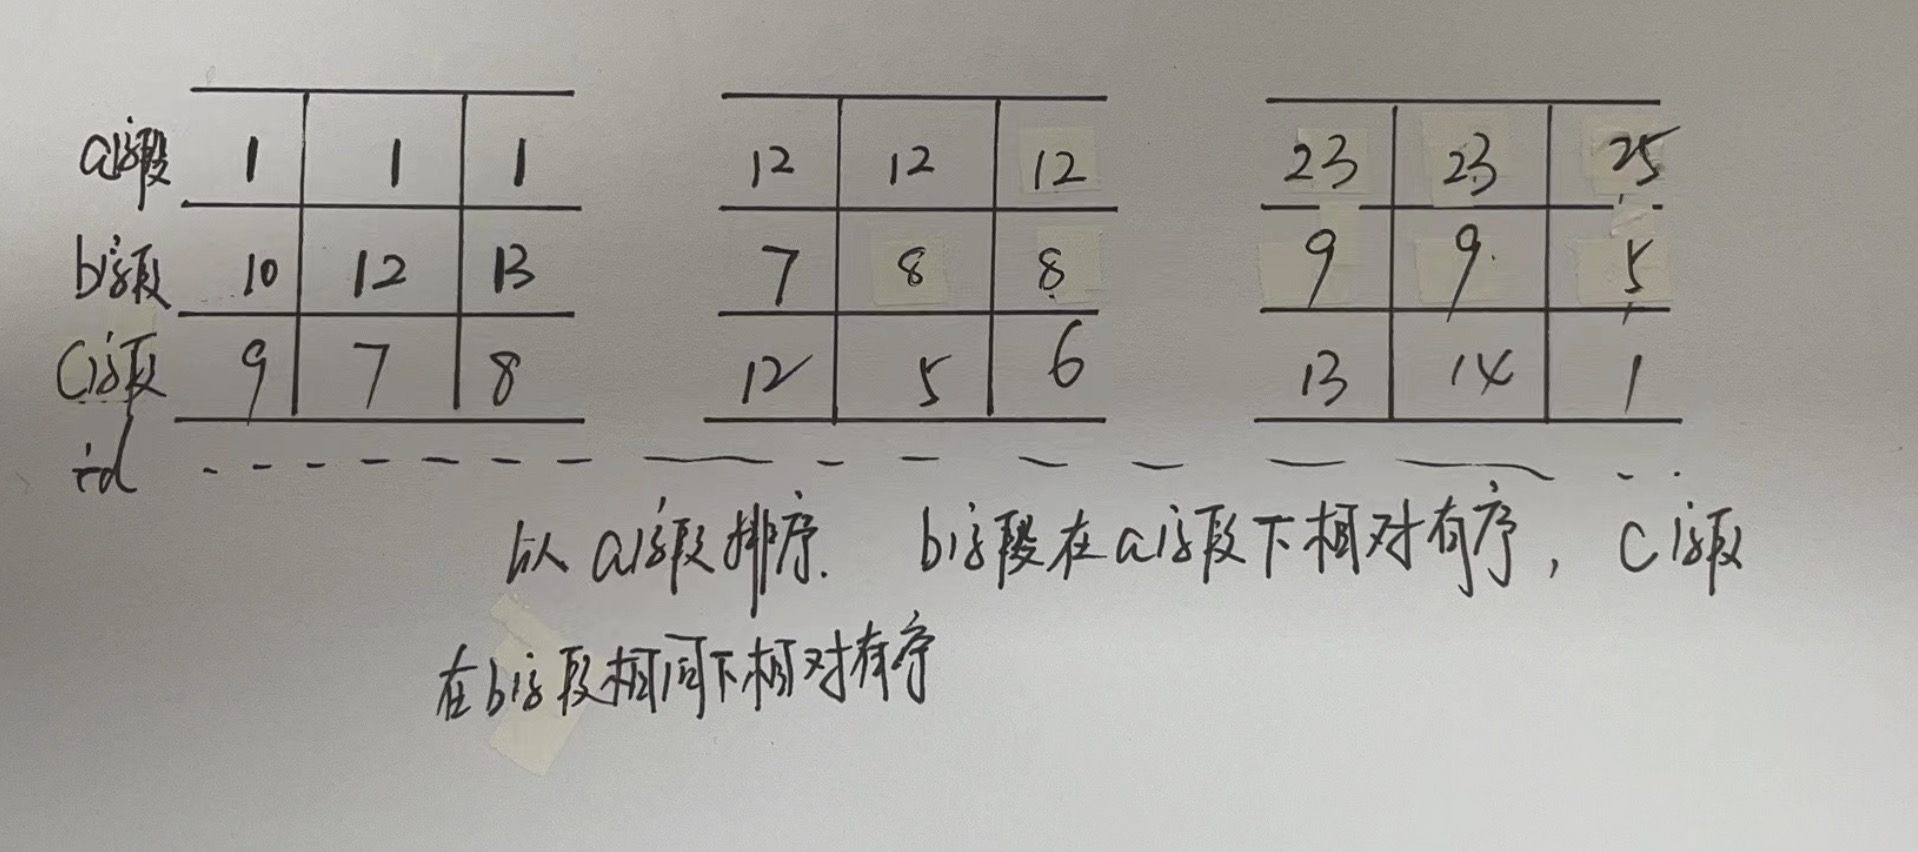 a字段 1 1 1 12 12 12 23 23 25
b字段 10 12 13 7 8 8 9 9 5
c字段 9 7 8 12 5 6 13 14 1
id
以a字段排序. b字段在a字段下相对有序, c字段
在b字段相同下相对有序